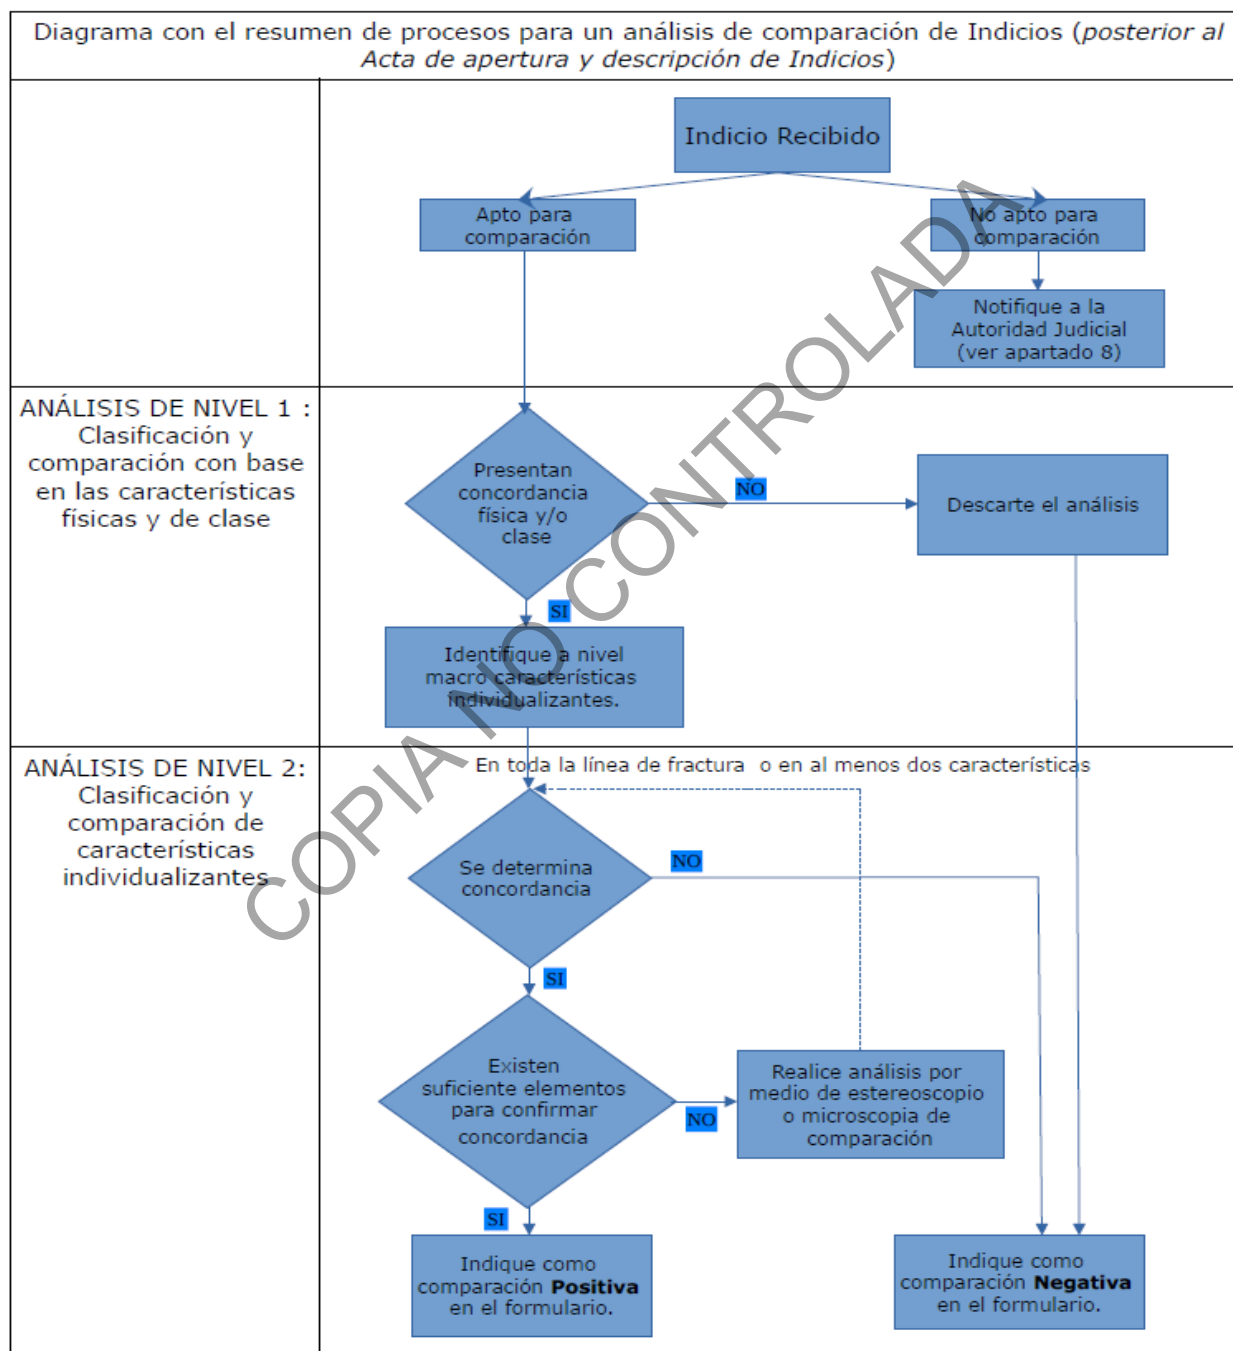 Diagrama con el resumen de procesos para un análisis de comparación de Indicios (posterior al
Acta de apertura y descripción de Indicios)
Indicio Recibido
Apto para
comparación
No apto para
comparación
Notifique a la
Autoridad Judicial
(ver apartado 8)
ANÁLISIS DE NIVEL 1 :
Clasificación y
comparación con base
en las características
físicas y de clase
Presentan
concordancia
física y/o
clase
NO
Descarte el análisis
SI
Identifique a nivel
macro características
individualizantes.
ANÁLISIS DE NIVEL 2:
Clasificación y
comparación de
características
individualizantes
En toda la línea de fractura o en al menos dos características
Se determina
concordancia
NO
SI
Existen
suficiente elementos
para confirmar
concordancia
NO
Realice análisis por
medio de estereoscopio
o microscopia de
comparación
SI
Indique como
comparación Positiva
en el formulario.
Indique como
comparación Negativa
en el formulario.
COPIA NO CONTROLADA